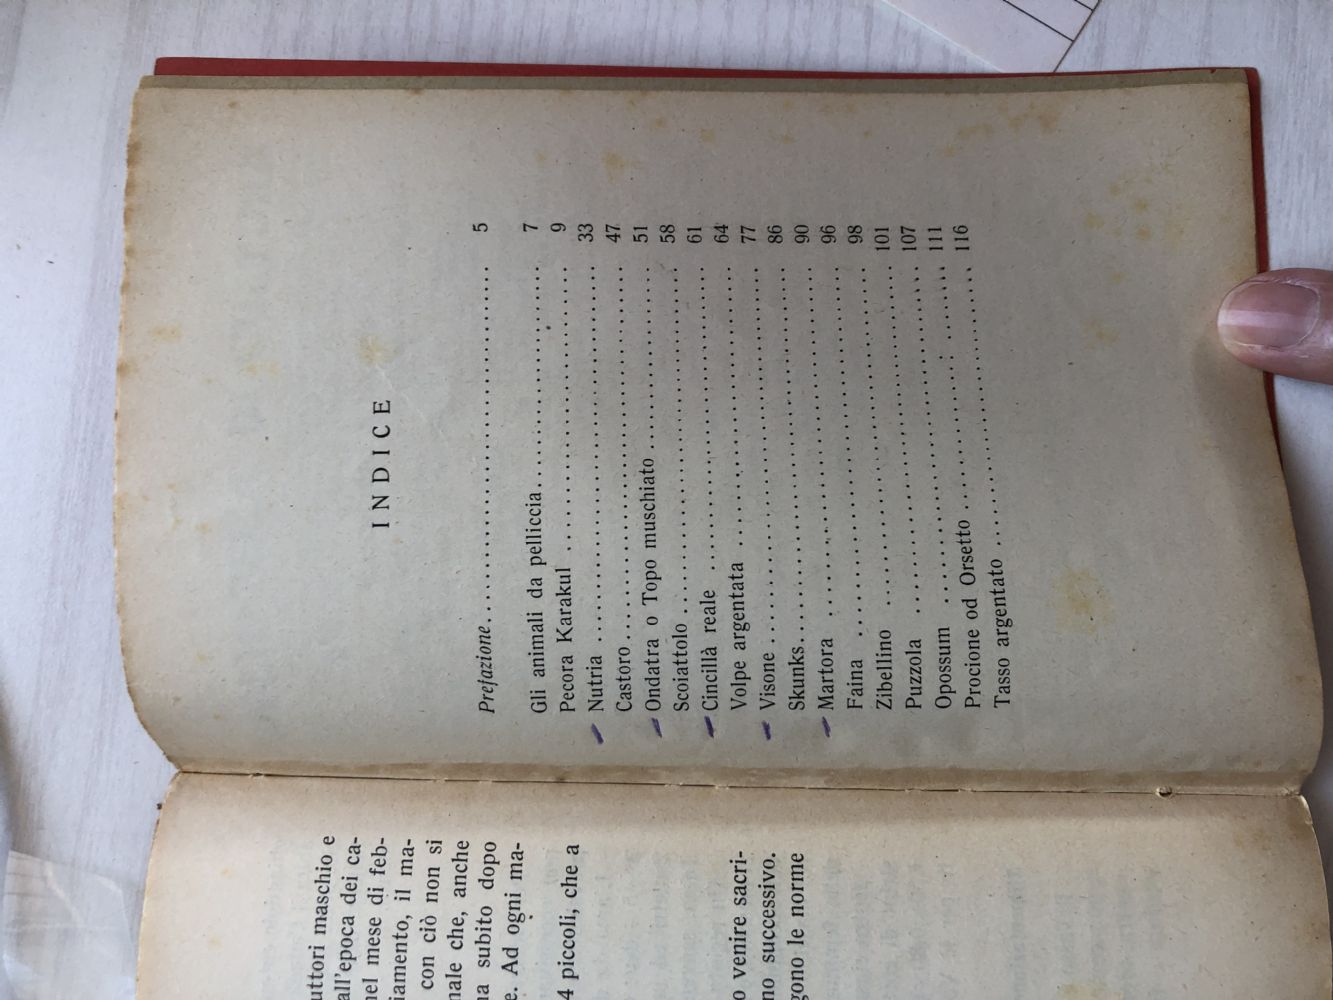 uttori maschio e
all'epoca dei ca-
nel mese di feb-
iamento, il ma-
con ciò non si
nale che, anche
na subito dopo
e. Ad ogni ma-
4 piccoli, che a
o venire sacri-
no successivo.
gono le norme
INDICE
Prefazione 5
Gli animali da pelliccia 7
Pecora Karakul 9
Nutria 33
Castoro 47
Ondatra o Topo muschiato 51
Scoiattolo 58
Cincillà reale 61
Volpe argentata 64
Visone 77
Skunks 86
Martora 90
Faina 96
Zibellino 98
Puzzola 101
Opossum 107
Procione od Orsetto 111
Tasso argentato 116